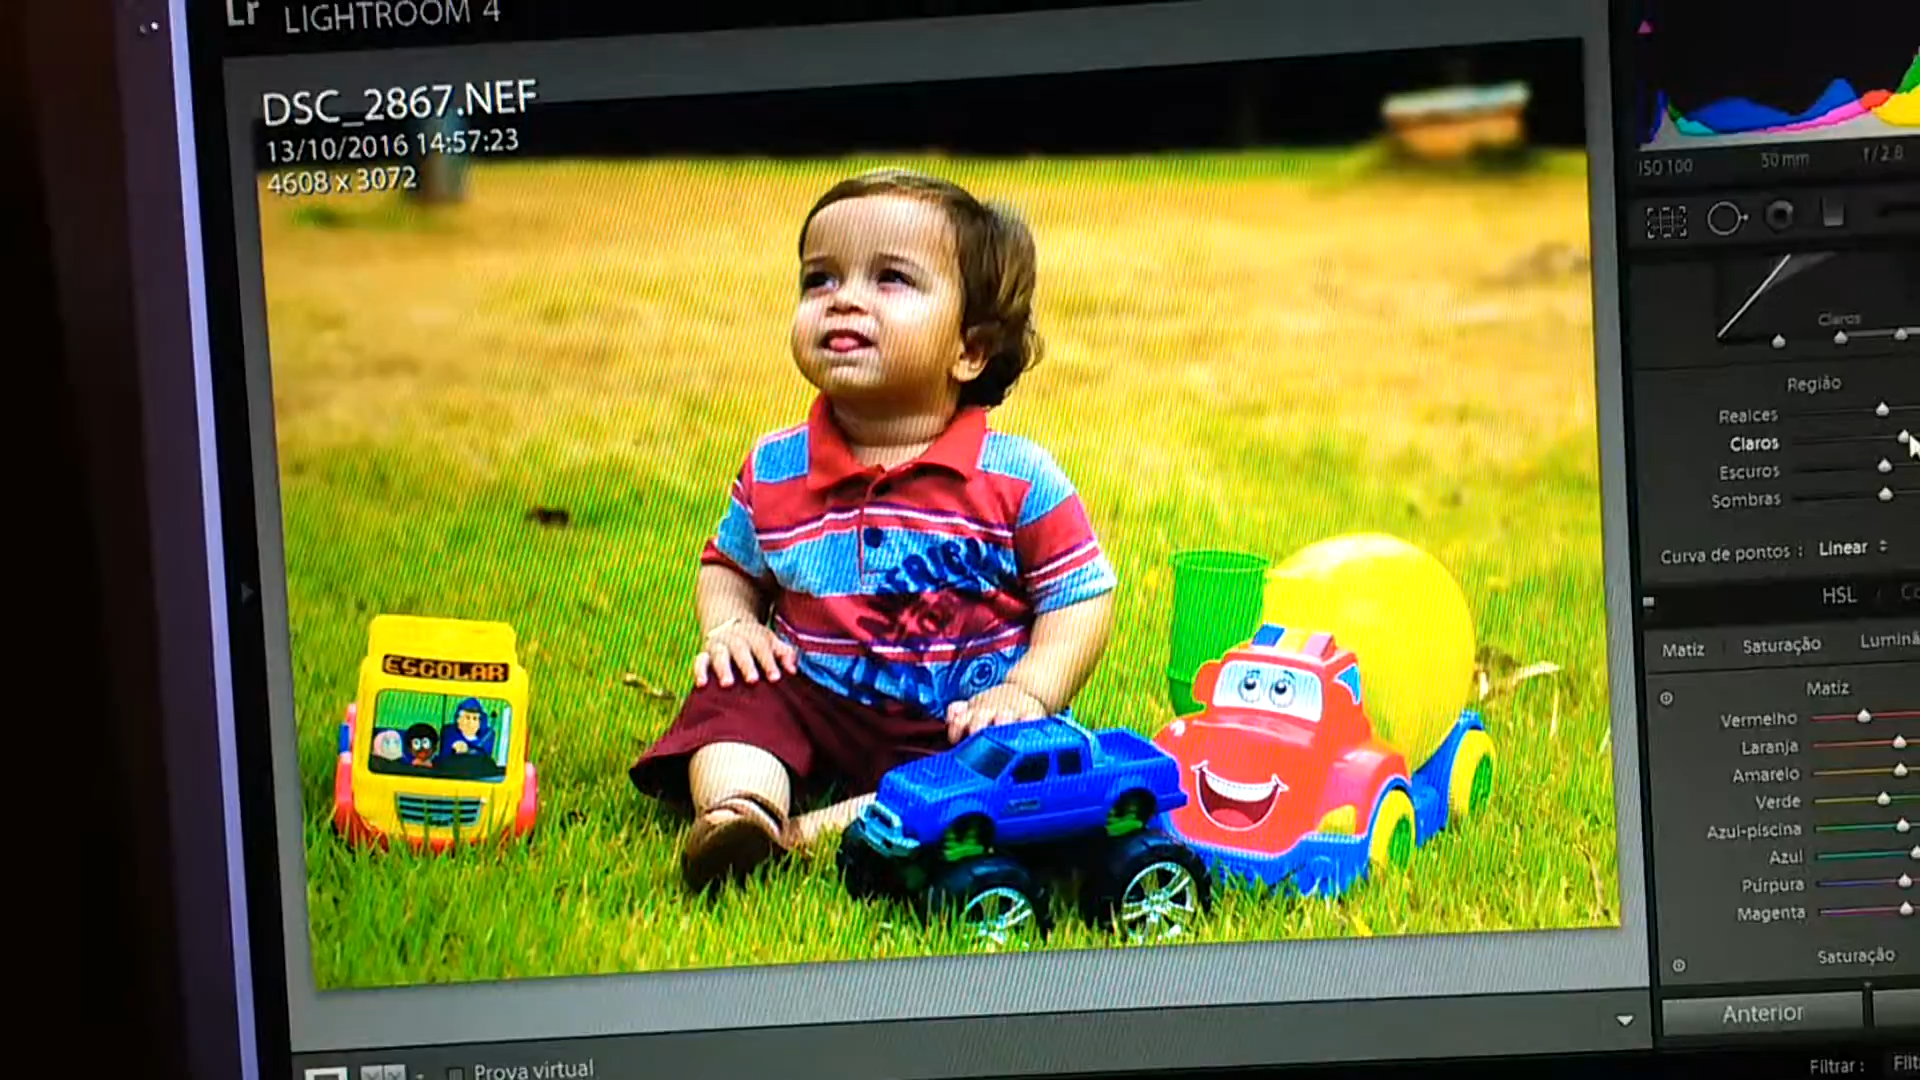 Lr LIGHTROOM 4
DSC_2867.NEF
13/10/2016 14:57:23
4608 x 3072
ESCOLAR
ISO 100 50 mm f / 2,8
Claros
Região
Realces
Claros
Escuros
Sombras
Curva de pontos : Linear
HSL
Matiz Saturação
Matiz
Vermelho
Laranja
Amarelo
Verde
Azul-piscina
Azul
Púrpura
Magenta
Saturação
Anterior
Prova virtual
Filtrar :